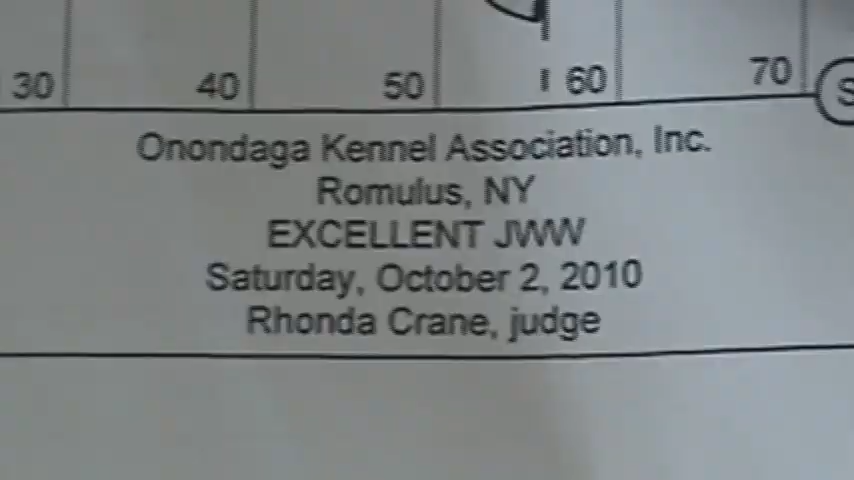 30 40 50 60 70 S
Onondaga Kennel Association, Inc.
Romulus, NY
EXCELLENT JWW
Saturday, October 2, 2010
Rhonda Crane, judge